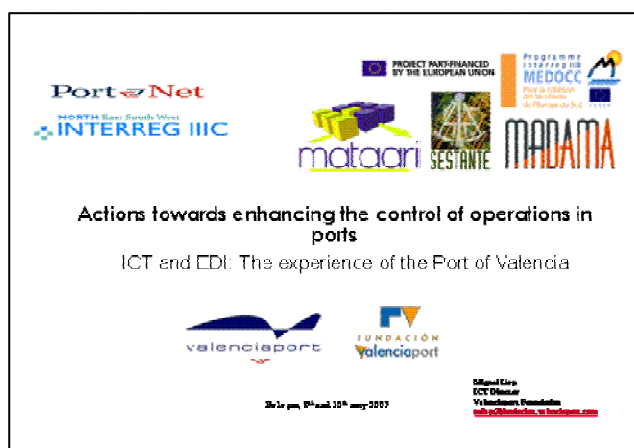 Port Net
NORTH East South West
INTERREG IIIC
PROJECT PART-FINANCED
BY THE EUROPEAN UNION
Programme
interreg IIIB
MEDOCC
mataari
SESTANTE
MADAMA
Actions towards enhancing the control of operations in
ports
ICT and EDI: The experience of the Port of Valencia
valenciaport
FUNDACIÓN
valenciaport
ICT Director
Valenciaport Foundation